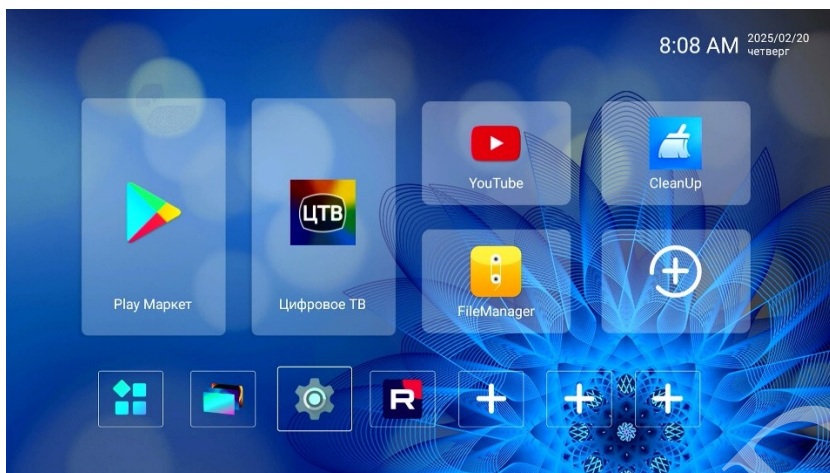 8:08 AM
2025/02/20
четверг
YouTube
CleanUp
ЦТВ
Play Маркет
Цифровое ТВ
FileManager
R